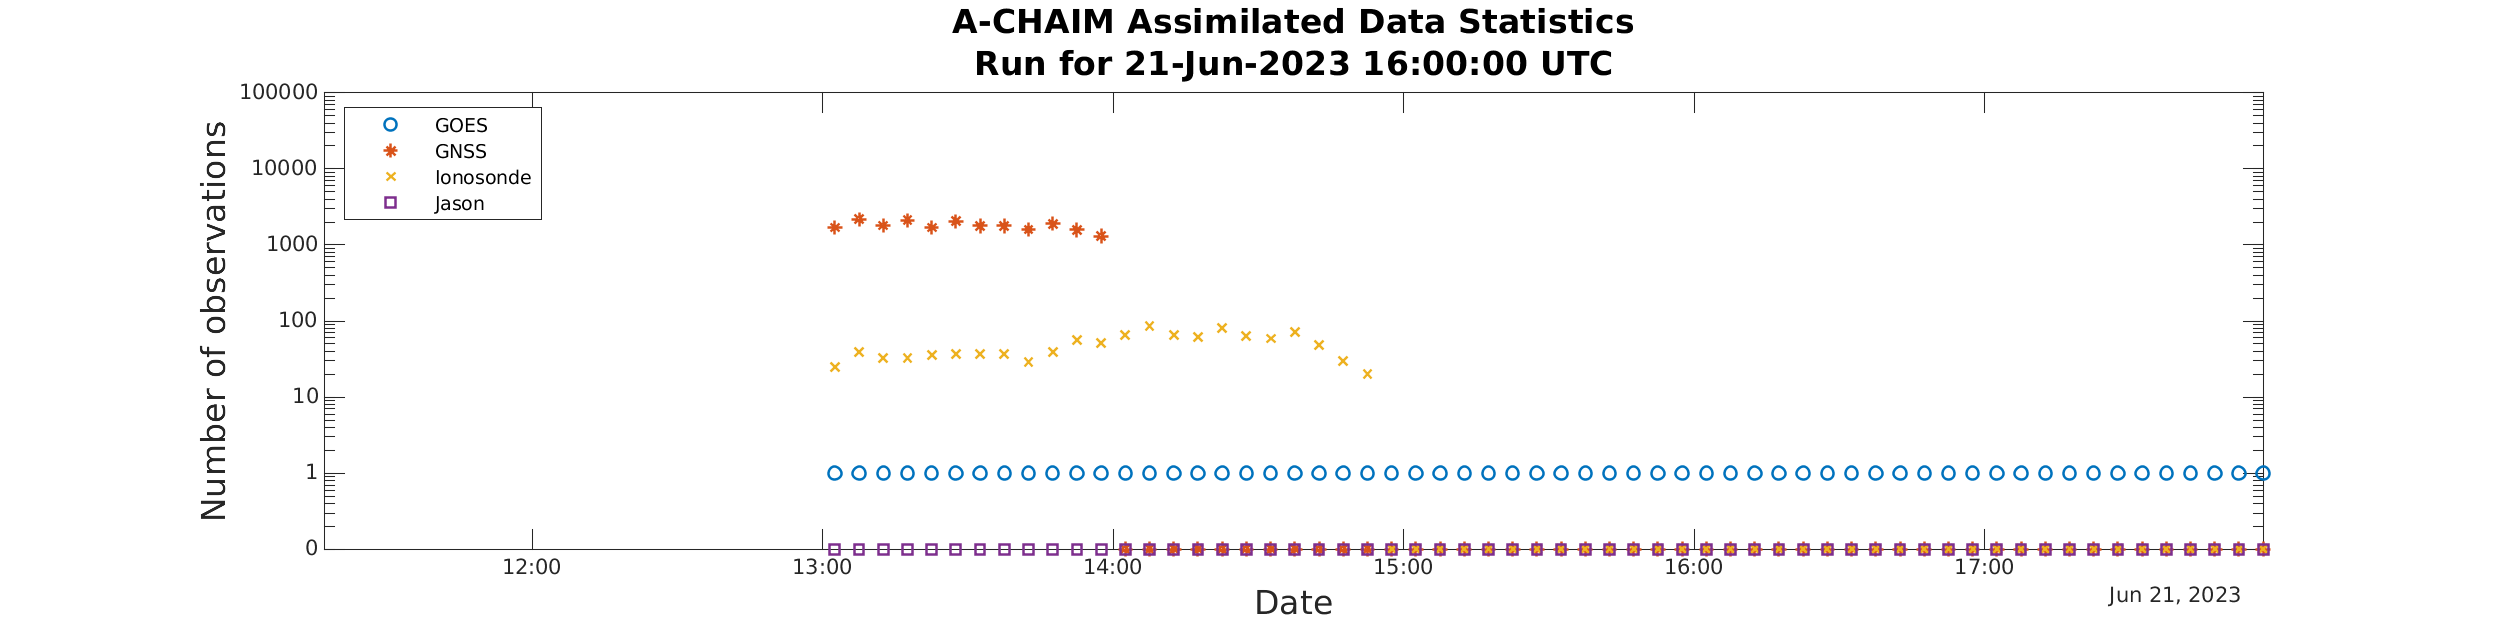 A-CHAIM Assimilated Data Statistics
Run for 21-Jun-2023 16:00:00 UTC
Number of observations
100000
10000
1000
100
10
1
0
GOES
GNSS
Ionosonde
Jason
12:00 13:00 14:00 15:00 16:00 17:00
Jun 21, 2023
Date